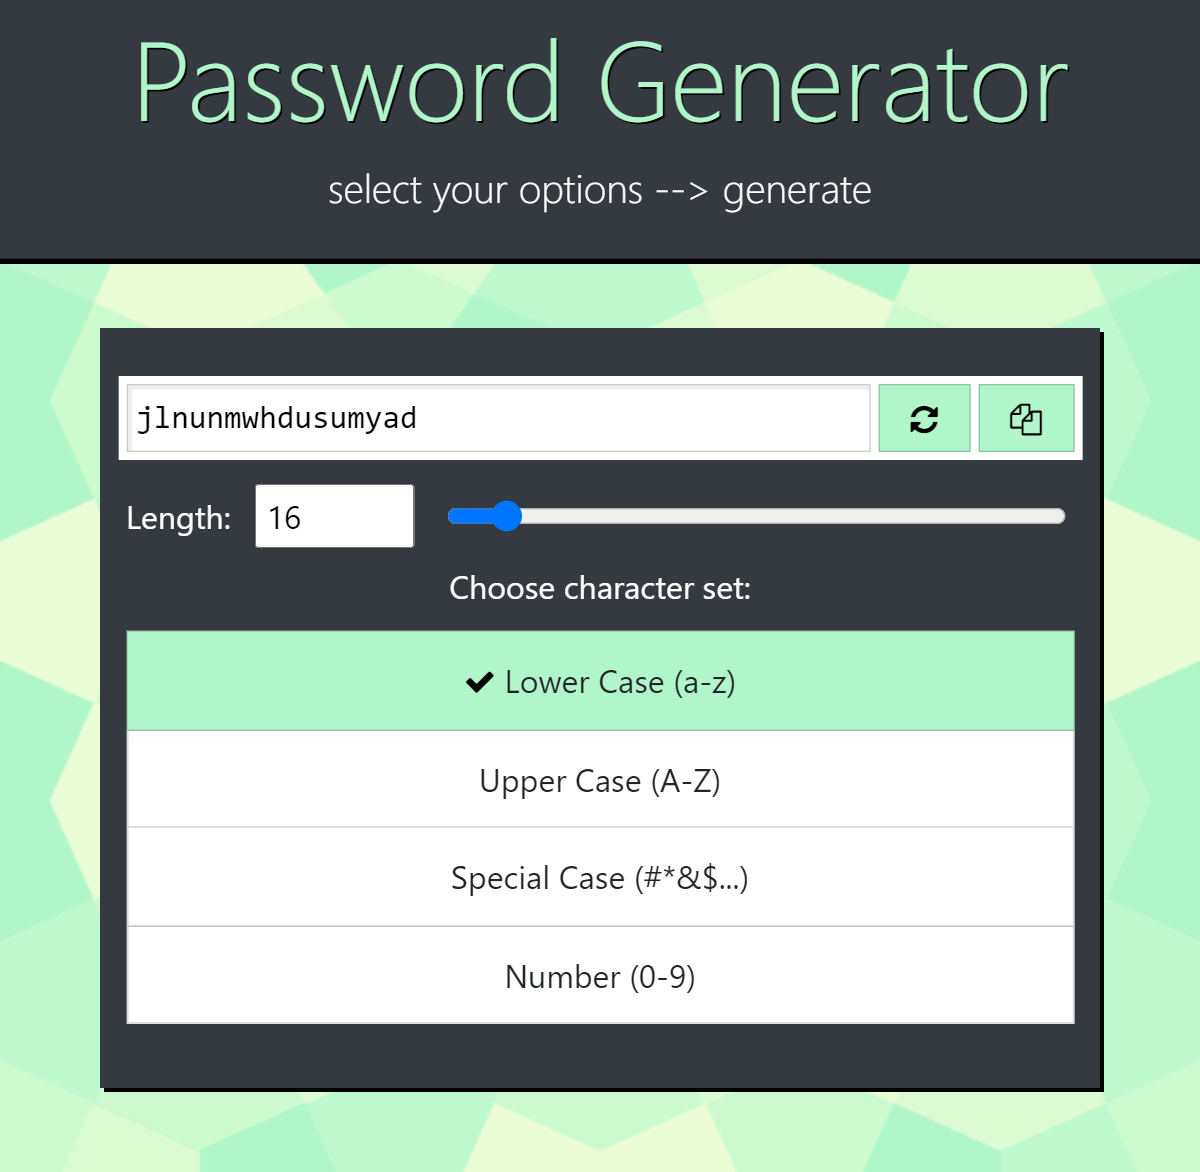 Password Generator
select your options --> generate
jlnunmwhdusumyad
Length: 16
Choose character set:
Lower Case (a-z)
Upper Case (A-Z)
Special Case (#*&$...)
Number (0-9)